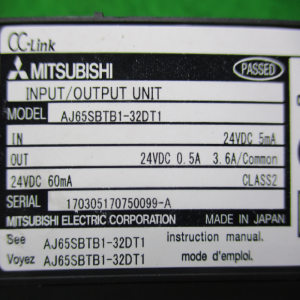 CC-Link
MITSUBISHI PASSED
INPUT/OUTPUT UNIT
MODEL AJ65SBTB1-32DT1
IN 24VDC 5mA
OUT 24VDC 0.5A 3.6A/Common
24VDC 60mA CLASS2
SERIAL 170305170750099-A
MITSUBISHI ELECTRIC CORPORATION MADE IN JAPAN
See AJ65SBTB1-32DT1 instruction manual.
Voyez AJ65SBTB1-32DT1 mode d'emploi.